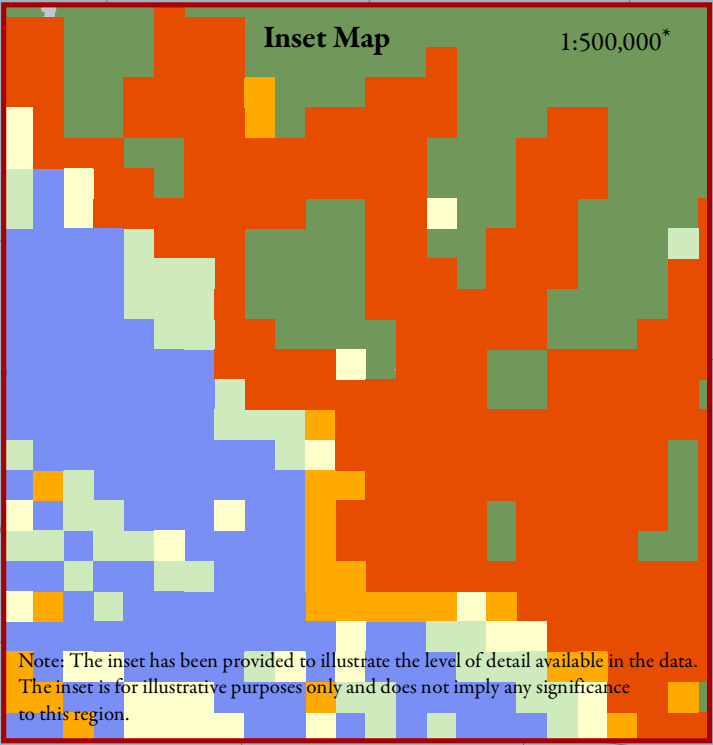 Inset Map
1:500,000*
Note: The inset has been provided to illustrate the level of detail available in the data.
The inset is for illustrative purposes only and does not imply any significance
to this region.